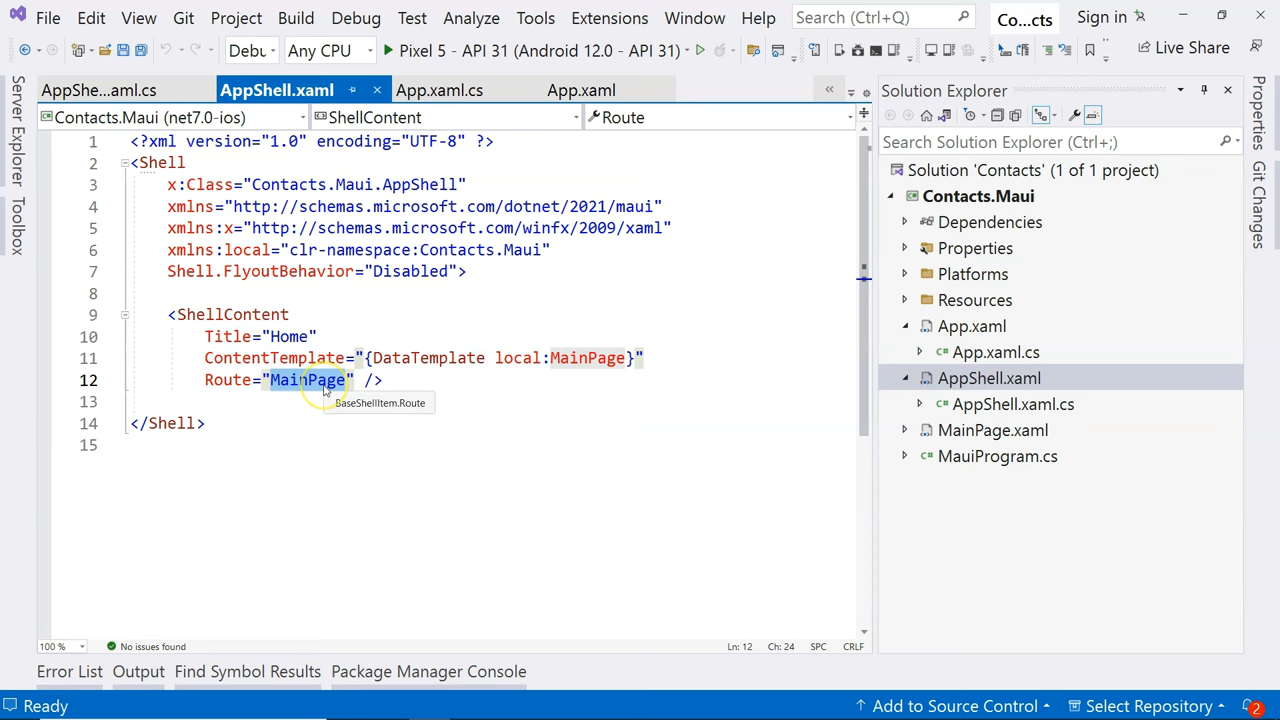 File Edit View Git Project Build Debug Test Analyze Tools Extensions Window Help Search (Ctrl+Q) Co...cts Sign in
Debu Any CPU Pixel 5 - API 31 (Android 12.0 - API 31) Live Share
AppShe...aml.cs AppShell.xaml App.xaml.cs App.xaml
Contacts.Maui (net7.0-ios) ShellContent Route
1 <?xml version="1.0" encoding="UTF-8" ?>
2 <Shell
3 x:Class="Contacts.Maui.AppShell"
4 xmlns="http://schemas.microsoft.com/dotnet/2021/maui"
5 xmlns:x="http://schemas.microsoft.com/winfx/2009/xaml"
6 xmlns:local="clr-namespace:Contacts.Maui"
7 Shell.FlyoutBehavior="Disabled">
8
9 <ShellContent
10 Title="Home"
11 ContentTemplate="{DataTemplate local:MainPage}"
12 Route="MainPage" />
BaseShellItem.Route
13
14 </Shell>
15
100 % No issues found Ln: 12 Ch: 24 SPC CRLF
Server Explorer
Toolbox
Solution Explorer
Search Solution Explorer (Ctrl+;)
Solution 'Contacts' (1 of 1 project)
Contacts.Maui
Dependencies
Properties
Platforms
Resources
App.xaml
App.xaml.cs
AppShell.xaml
AppShell.xaml.cs
MainPage.xaml
MauiProgram.cs
Properties
Git Changes
Error List Output Find Symbol Results Package Manager Console
Ready Add to Source Control Select Repository 2